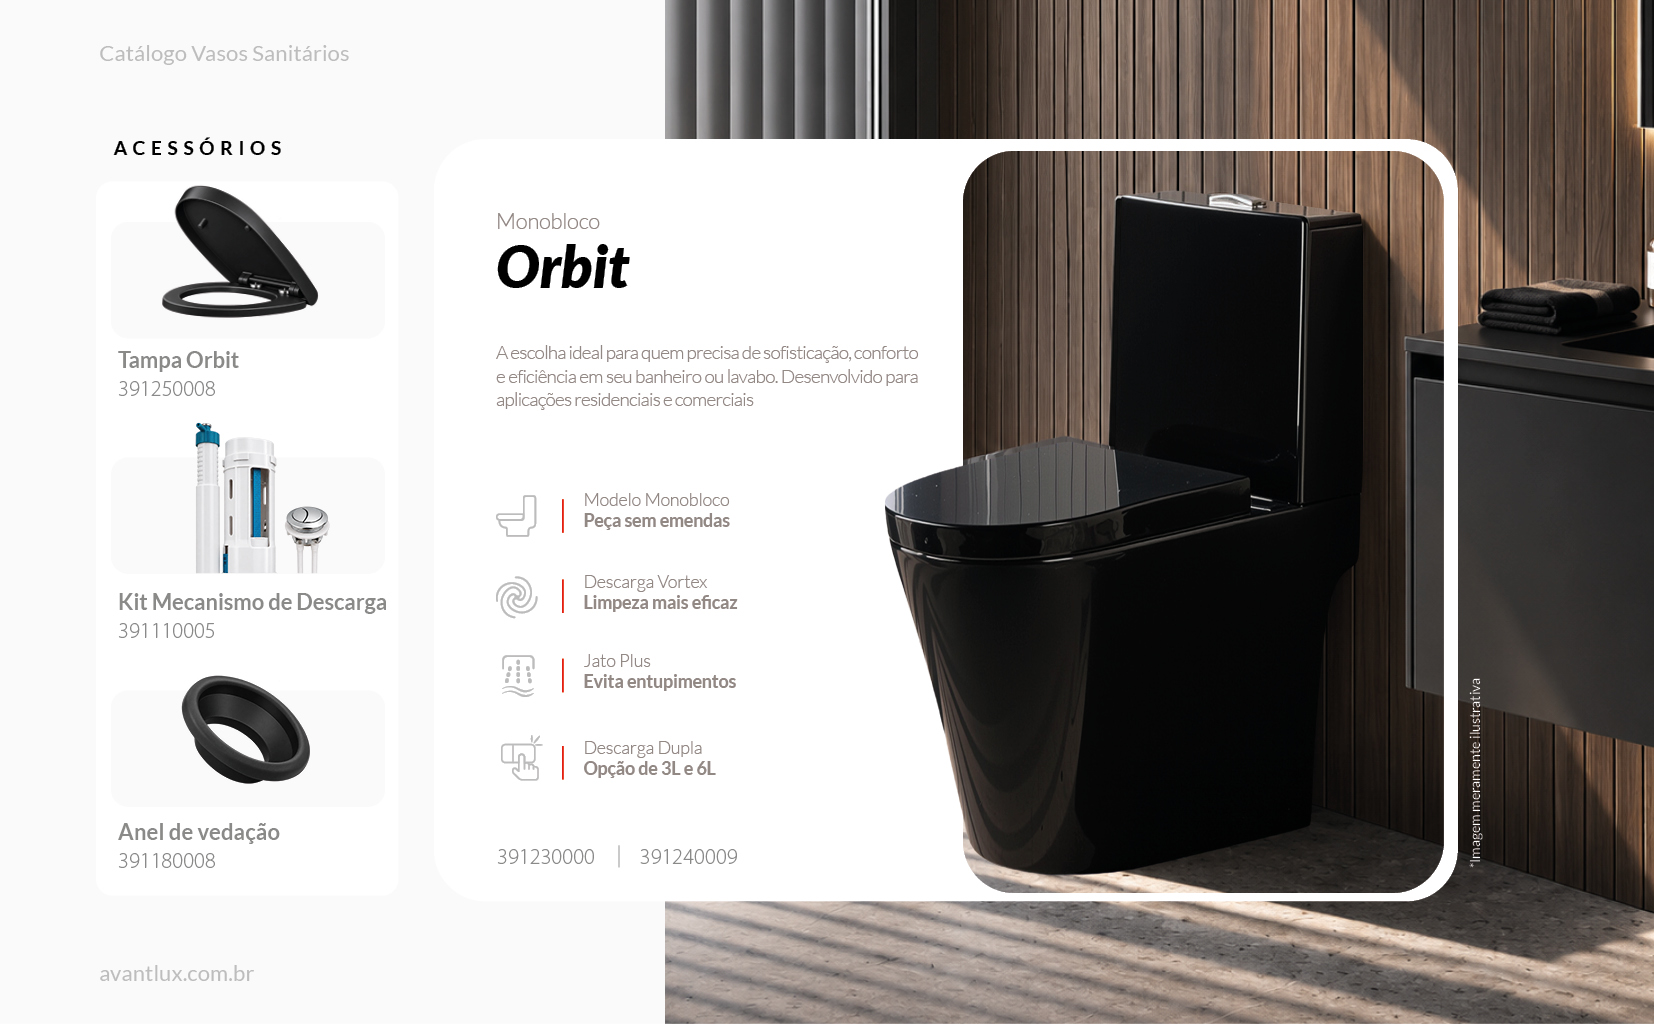 Catálogo Vasos Sanitários
ACESSÓRIOS
Tampa Orbit
391250008
Kit Mecanismo de Descarga
391110005
Anel de vedação
391180008
Monobloco
Orbit
A escolha ideal para quem precisa de sofisticação, conforto
e eficiência em seu banheiro ou lavabo. Desenvolvido para
aplicações residenciais e comerciais
Modelo Monobloco
Peça sem emendas
Descarga Vortex
Limpeza mais eficaz
Jato Plus
Evita entupimentos
Descarga Dupla
Opção de 3L e 6L
391230000 | 391240009
*Imagem meramente ilustrativa
avantlux.com.br